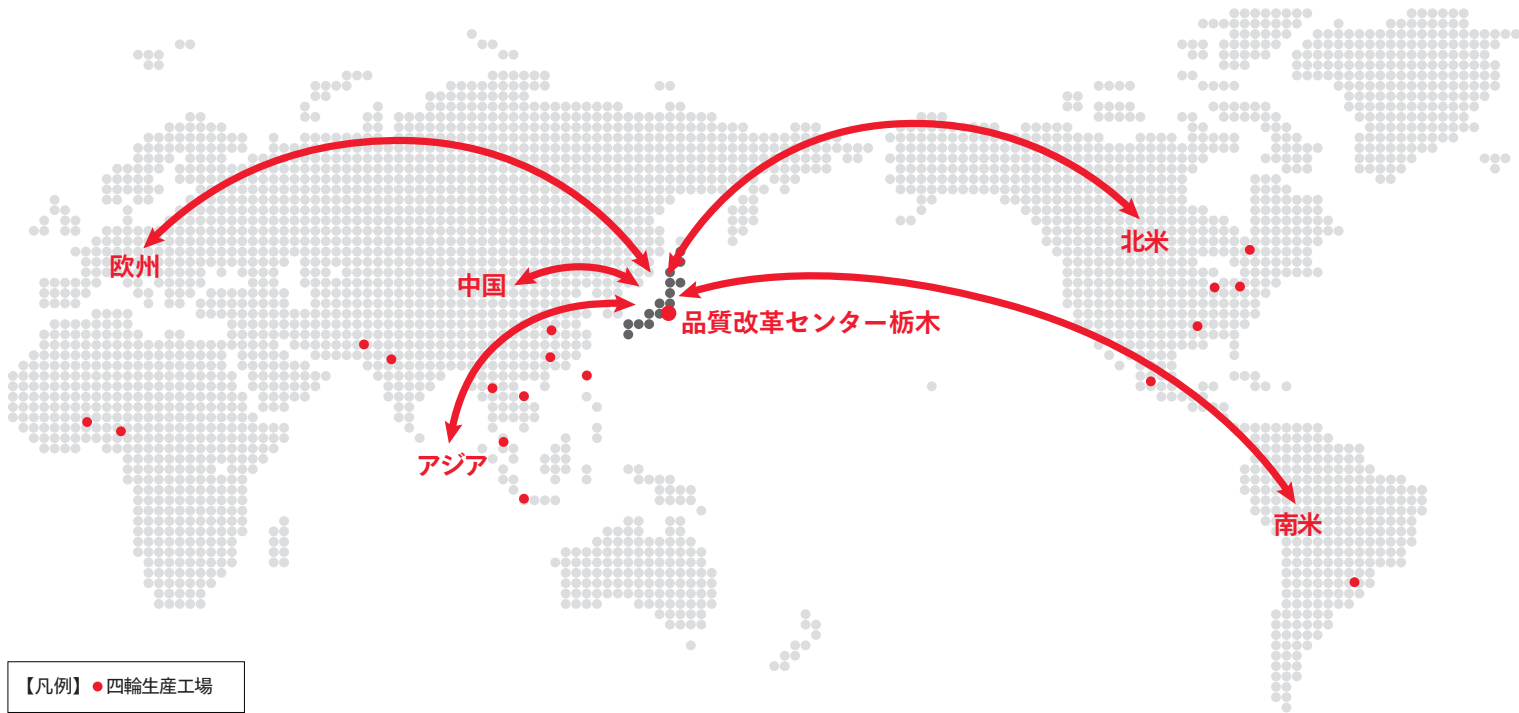 北米
欧州
中国
品質改革センター栃木
アジア
南米
【凡例】●四輪生産工場